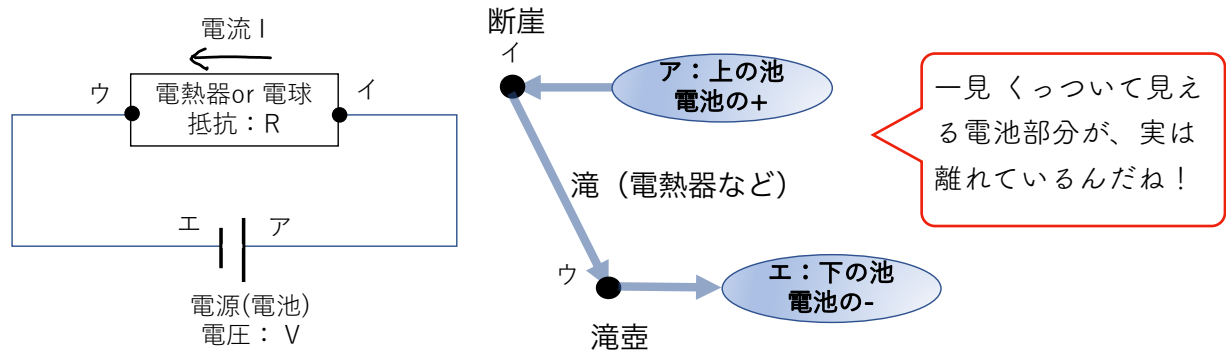 電流 I
ウ
電熱器or 電球
抵抗：R
イ
エ
ア
電源(電池)
電圧： V
断崖
イ
ア：上の池
電池の+
滝（電熱器など）
ウ
エ：下の池
電池の-
滝壺
一見 くっついて見え
る電池部分が、実は
離れているんだね！